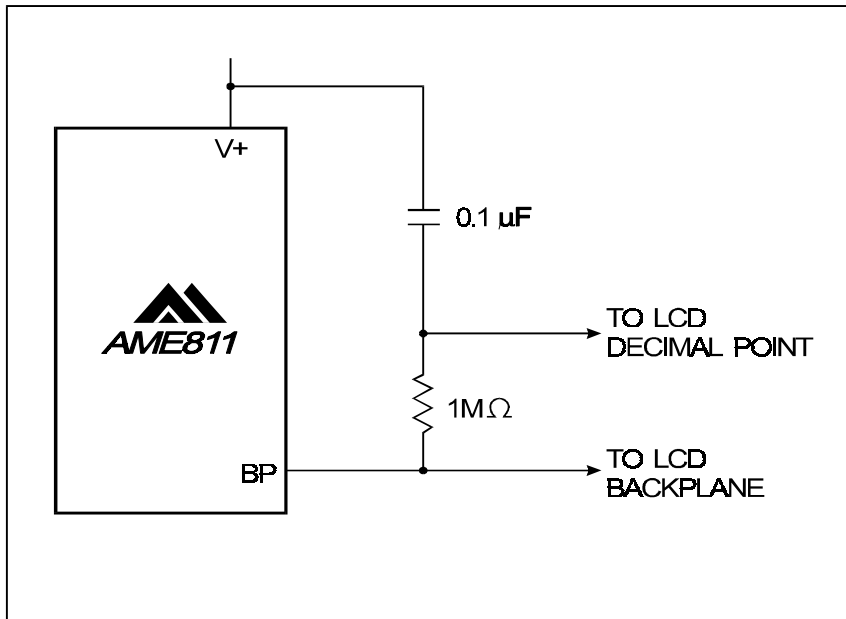 V+
0.1 µF
AME811
TO LCD
DECIMAL POINT
1MΩ
BP
TO LCD
BACKPLANE